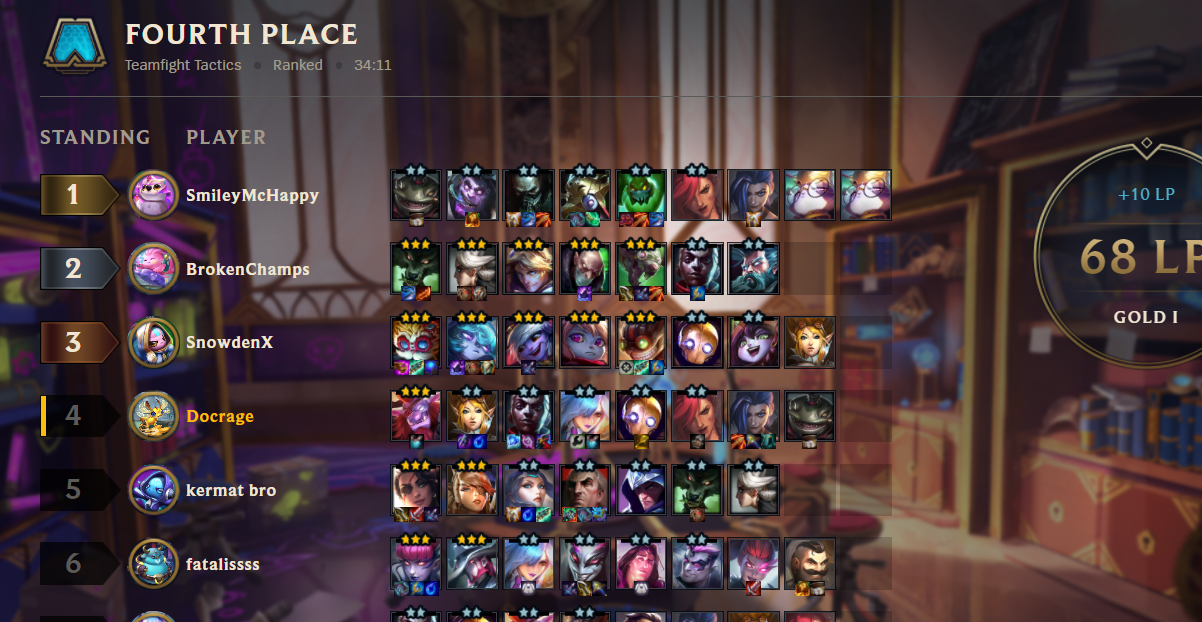 FOURTH PLACE
Teamfight Tactics • Ranked • 34:11
STANDING PLAYER
1 SmileyMcHappy
+10 LP
2 BrokenChamps
68 LP
GOLD I
3 SnowdenX
4 Docrage
5 kermat bro
6 fatalissss